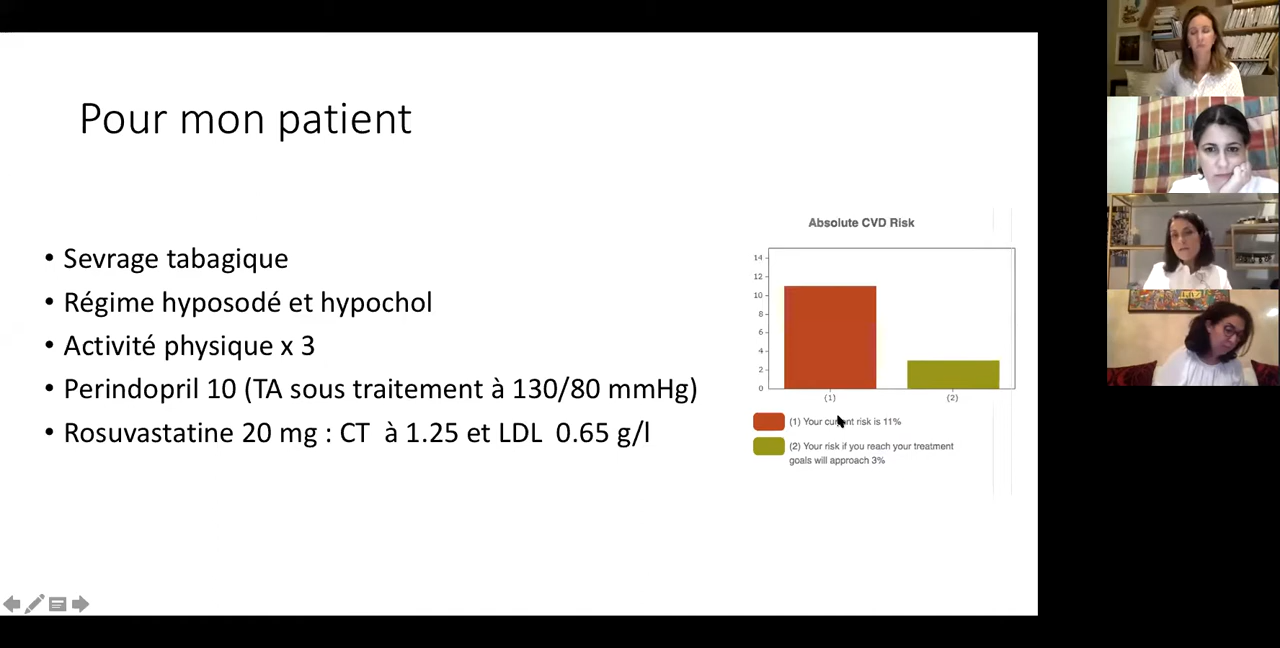 Pour mon patient
• Sevrage tabagique
• Régime hyposodé et hypochol
• Activité physique x 3
• Perindopril 10 (TA sous traitement à 130/80 mmHg)
• Rosuvastatine 20 mg : CT à 1.25 et LDL 0.65 g/l
Absolute CVD Risk
14
12
10
8
6
4
2
0
(1) (2)
(1) Your current risk is 11%
(2) Your risk if you reach your treatment
goals will approach 3%